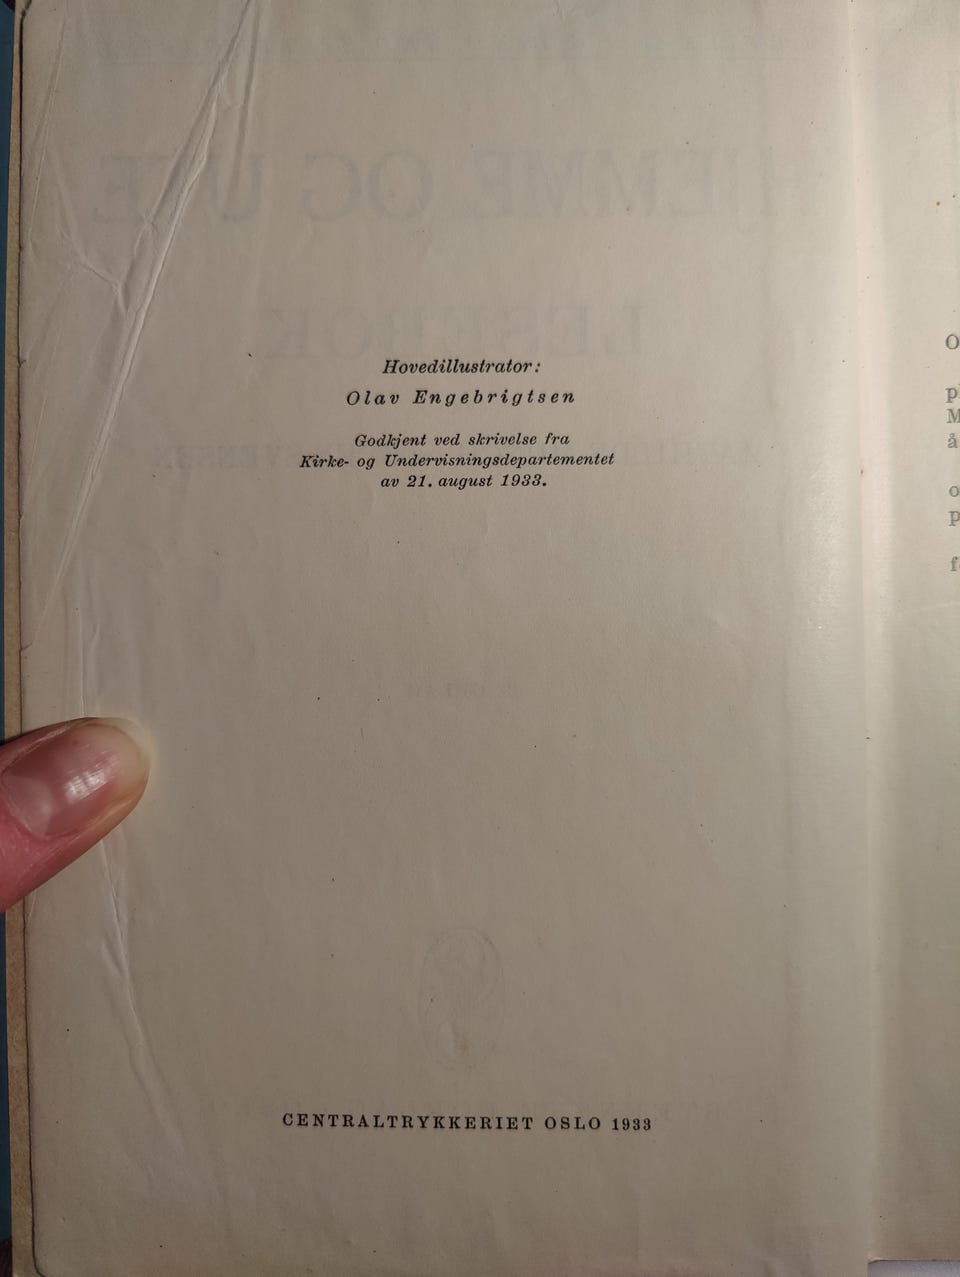 Hovedillustrator:
Olav Engebrigtsen
Godkjent ved skrivelse fra
Kirke- og Undervisningsdepartementet
av 21. august 1933.
CENTRALTRYKKERIET OSLO 1933